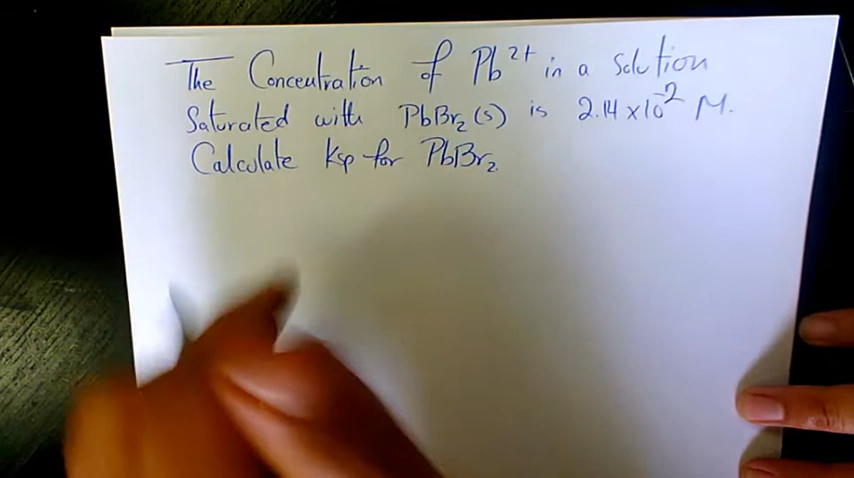 The Concentration of Pb²⁺ in a Solution
Saturated with PbBr₂(s) is 2.14 x 10⁻² M.
Calculate Ksp for PbBr₂